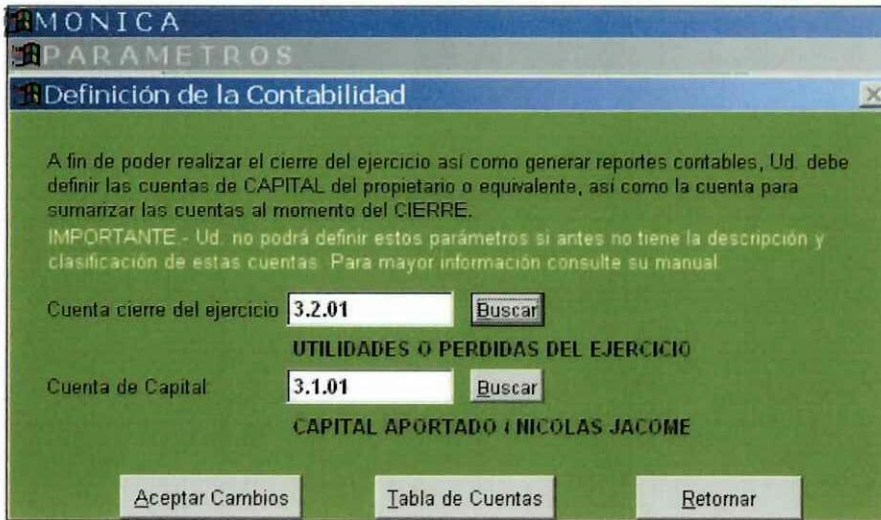 MONICA
PARAMETROS
Definición de la Contabilidad
A fin de poder realizar el cierre del ejercicio así como generar reportes contables, Ud. debe
definir las cuentas de CAPITAL del propietario o equivalente, así como la cuenta para
sumarizar las cuentas al momento del CIERRE.
IMPORTANTE.- Ud. no podrá definir estos parámetros si antes no tiene la descripción y
clasificación de estas cuentas. Para mayor información consulte su manual.
Cuenta cierre del ejercicio 3.2.01 Buscar
UTILIDADES O PERDIDAS DEL EJERCICIO
Cuenta de Capital: 3.1.01 Buscar
CAPITAL APORTADO / NICOLAS JACOME
Aceptar Cambios Tabla de Cuentas Retornar